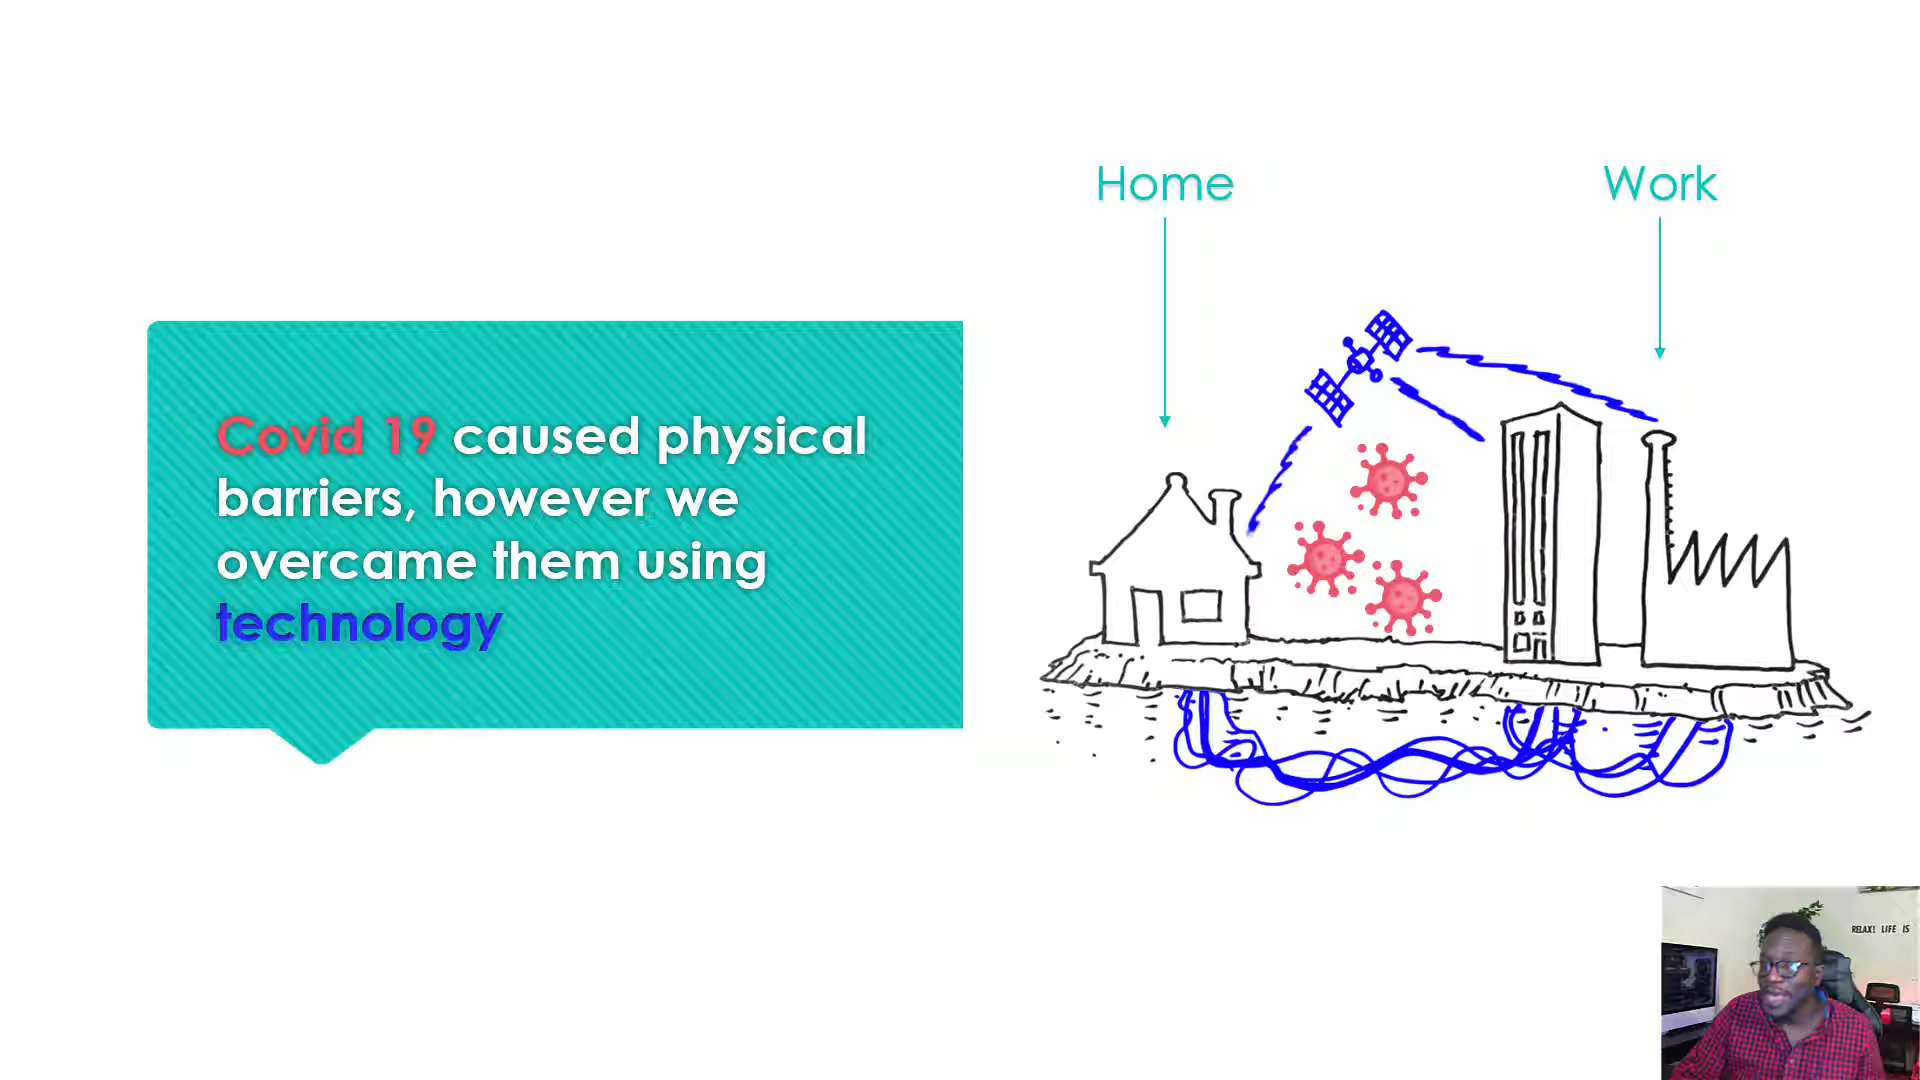 Home
Work
Covid 19 caused physical
barriers, however we
overcame them using
technology
RELAX! LIFE IS